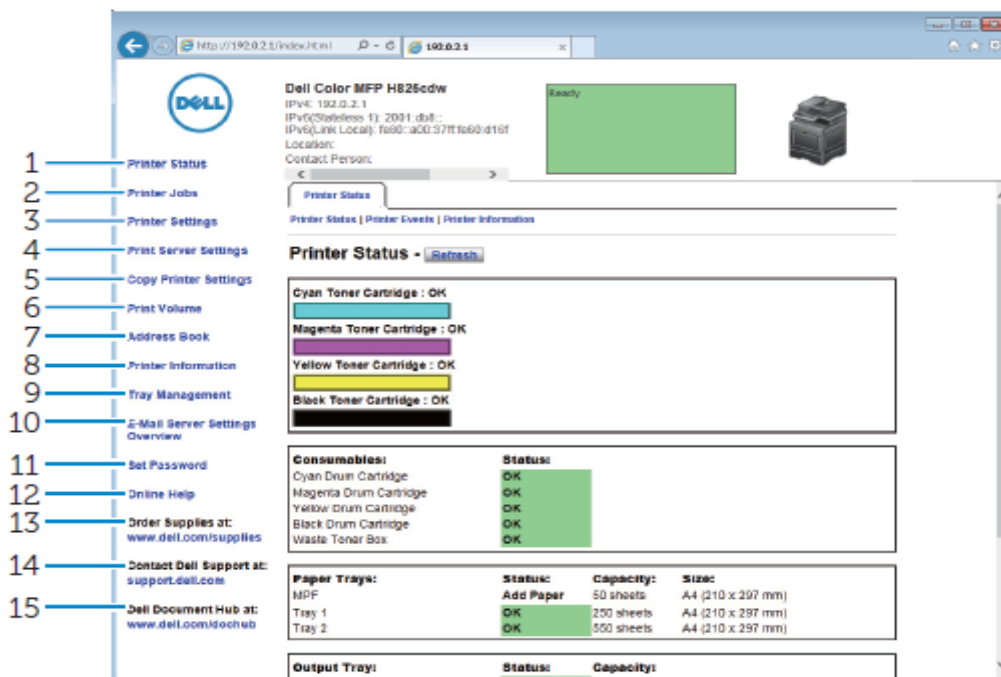 http://192.0.2.1/index.html
192.0.2.1
DELL
Dell Color MFP H825cdw
IPv4: 192.0.2.1
IPv6(Stateless 1): 2001:db8::
IPv6(Link Local): fe80::a00:37ff:fe60:d16f
Location:
Contact Person:
Ready
1 Printer Status
2 Printer Jobs
3 Printer Settings
4 Print Server Settings
5 Copy Printer Settings
6 Print Volume
7 Address Book
8 Printer Information
9 Tray Management
10 E-Mail Server Settings
Overview
11 Set Password
12 Online Help
13 Order Supplies at:
www.dell.com/supplies
14 Contact Dell Support at:
support.dell.com
15 Dell Document Hub at:
www.dell.com/dochub
Printer Status
Printer Status | Printer Events | Printer Information
Printer Status - Refresh
Cyan Toner Cartridge : OK
Magenta Toner Cartridge : OK
Yellow Toner Cartridge : OK
Black Toner Cartridge : OK
Consumables: Status:
Cyan Drum Cartridge OK
Magenta Drum Cartridge OK
Yellow Drum Cartridge OK
Black Drum Cartridge OK
Waste Toner Box OK
Paper Trays: Status: Capacity: Size:
MPF Add Paper 50 sheets A4 (210 x 297 mm)
Tray 1 OK 250 sheets A4 (210 x 297 mm)
Tray 2 OK 550 sheets A4 (210 x 297 mm)
Output Tray: Status: Capacity: